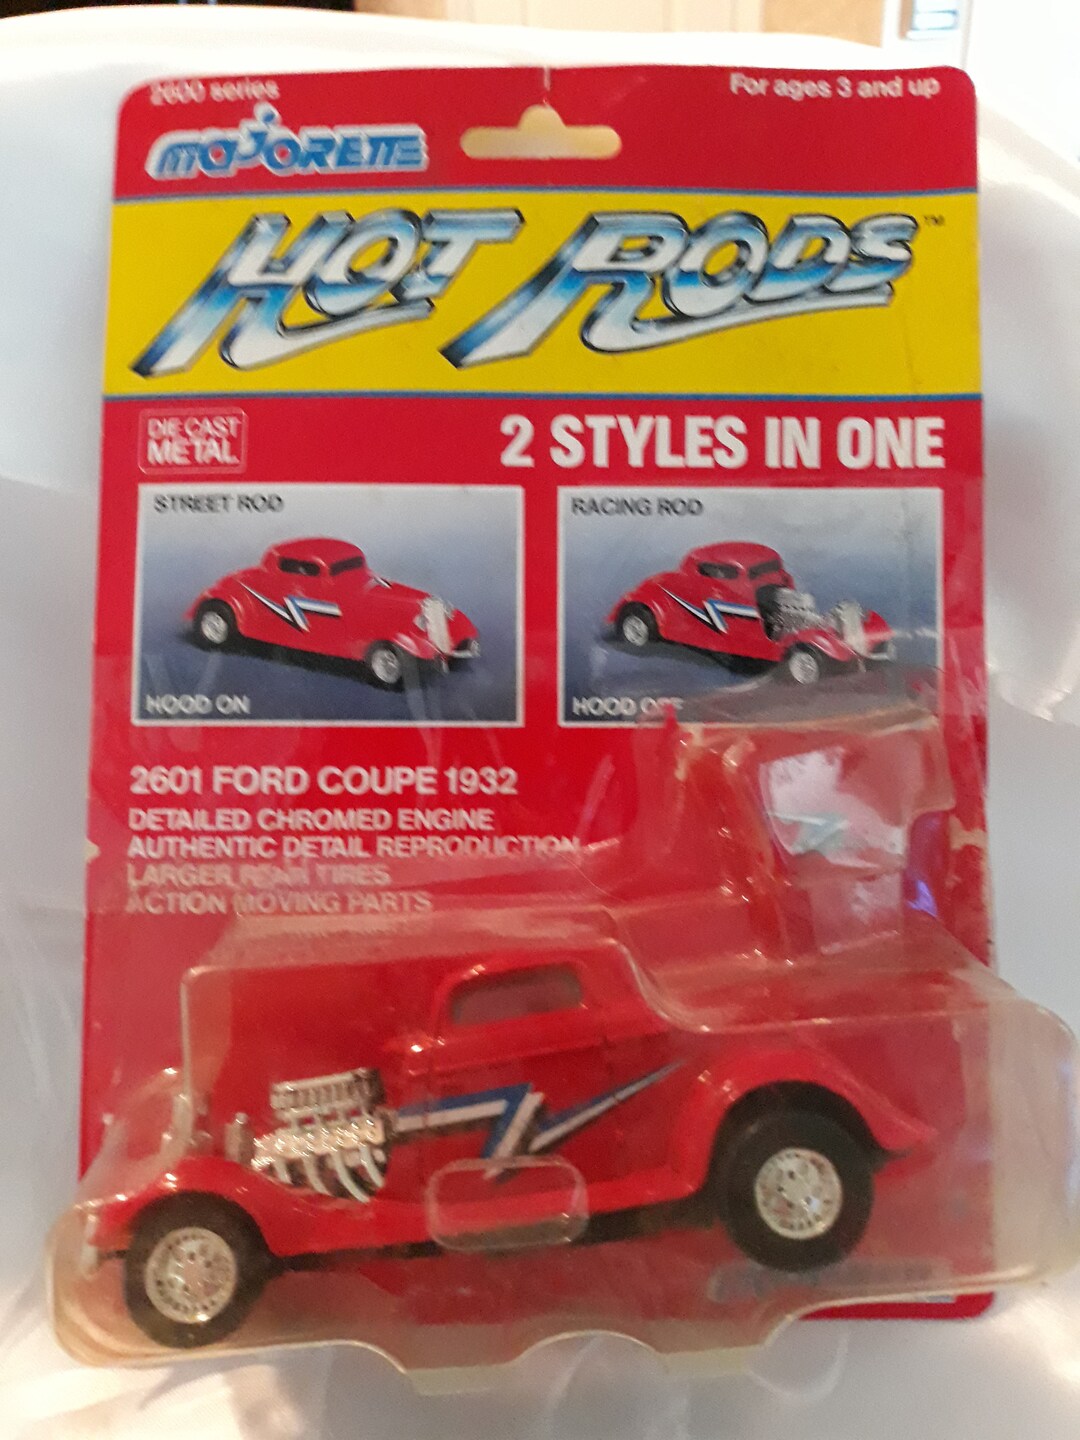 2600 series
For ages 3 and up
MAJORETTE
HOT RODS™
DIE CAST
METAL
2 STYLES IN ONE
STREET ROD
HOOD ON
RACING ROD
HOOD OFF
2601 FORD COUPE 1932
DETAILED CHROMED ENGINE
AUTHENTIC DETAIL REPRODUCTION
LARGER REAR TIRES
ACTION MOVING PARTS